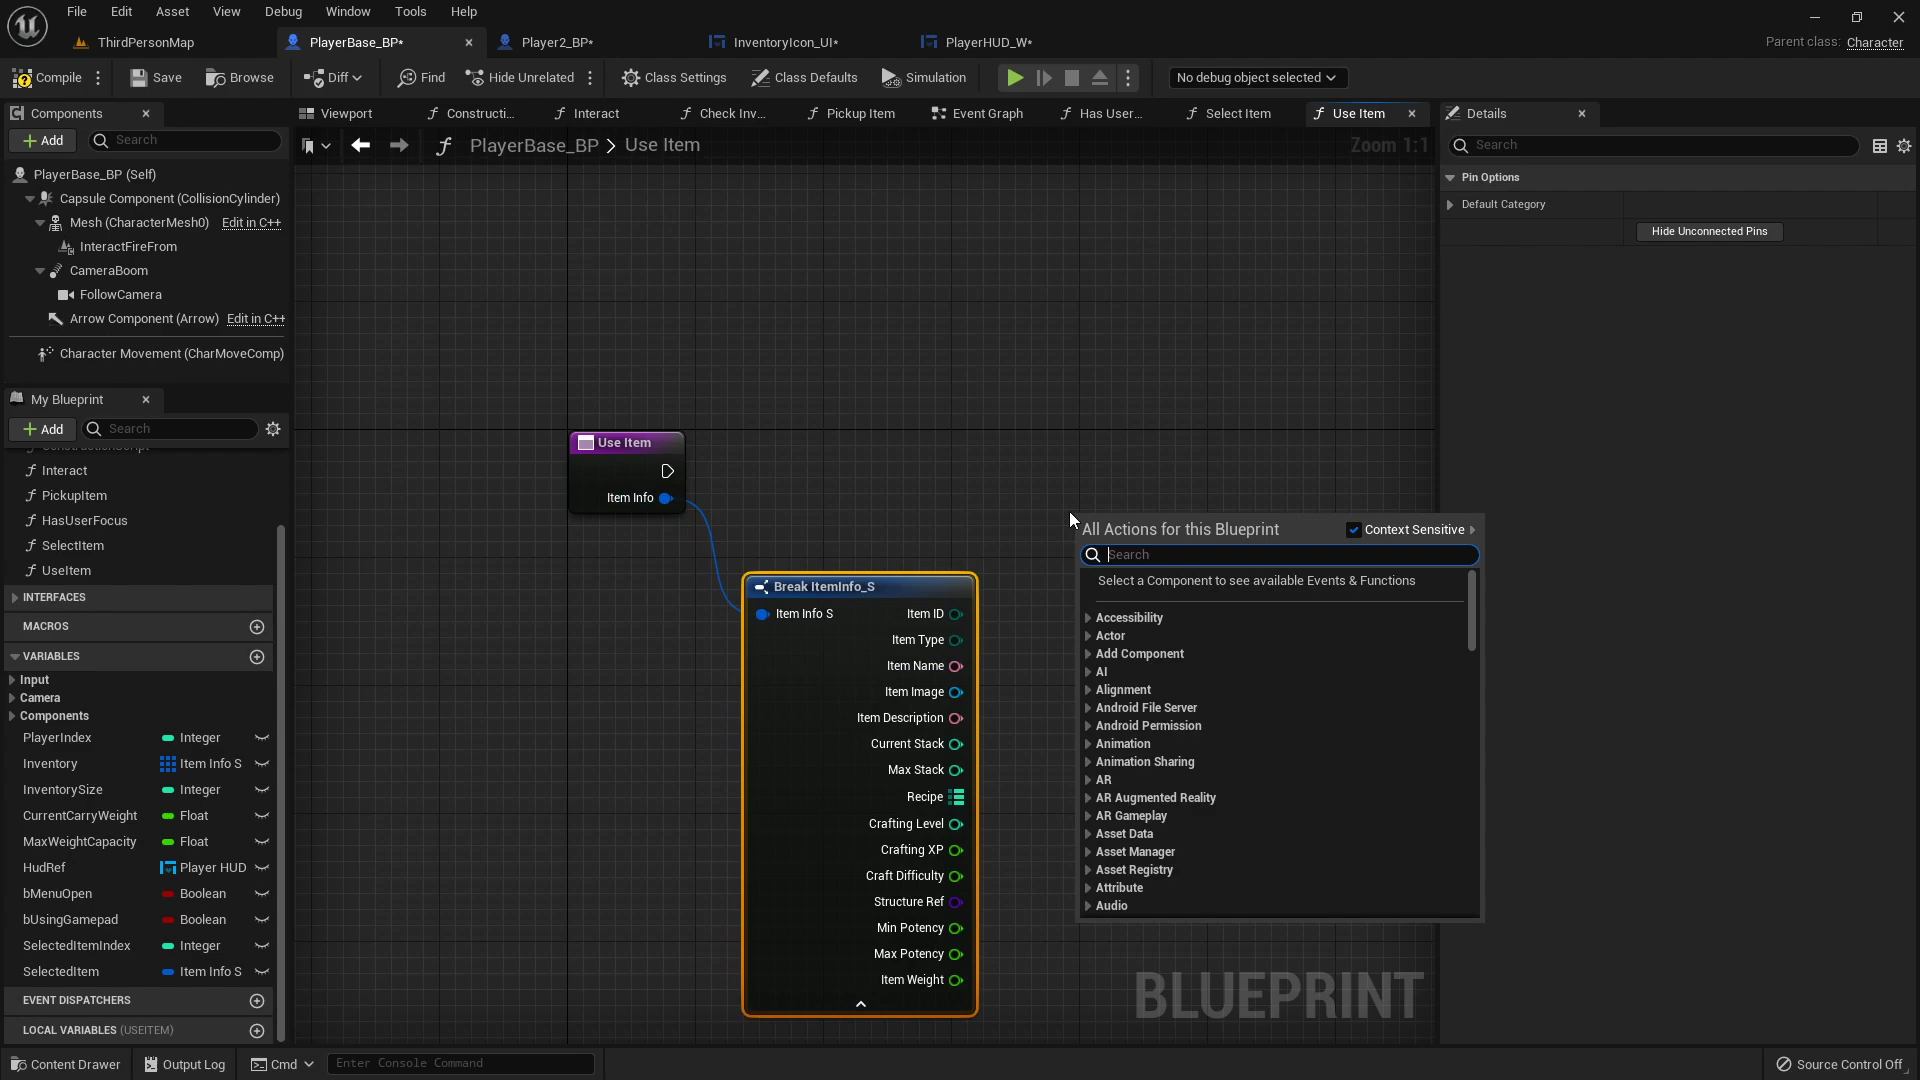 File Edit Asset View Debug Window Tools Help
ThirdPersonMap PlayerBase_BP* Player2_BP* InventoryIcon_UI* PlayerHUD_W* Parent class: Character
Compile Save Browse Diff Find Hide Unrelated Class Settings Class Defaults Simulation No debug object selected
Components
Add Search
PlayerBase_BP (Self)
Capsule Component (CollisionCylinder)
Mesh (CharacterMesh0) Edit in C++
InteractFireFrom
CameraBoom
FollowCamera
Arrow Component (Arrow) Edit in C++
Character Movement (CharMoveComp)
My Blueprint
Add Search
ConstructionScript
Interact
PickupItem
HasUserFocus
SelectItem
UseItem
INTERFACES
MACROS
VARIABLES
Input
Camera
Components
PlayerIndex Integer
Inventory Item Info S
InventorySize Integer
CurrentCarryWeight Float
MaxWeightCapacity Float
HudRef Player HUD
bMenuOpen Boolean
bUsingGamepad Boolean
SelectedItemIndex Integer
SelectedItem Item Info S
EVENT DISPATCHERS
LOCAL VARIABLES (USEITEM)
Viewport Constructi... Interact Check Inv... Pickup Item Event Graph Has User... Select Item Use Item
PlayerBase_BP > Use Item Zoom 1:1
Use Item
Item Info
Break ItemInfo_S
Item Info S Item ID
Item Type
Item Name
Item Image
Item Description
Current Stack
Max Stack
Recipe
Crafting Level
Crafting XP
Craft Difficulty
Structure Ref
Min Potency
Max Potency
Item Weight
All Actions for this Blueprint Context Sensitive
Search
Select a Component to see available Events & Functions
Accessibility
Actor
Add Component
AI
Alignment
Android File Server
Android Permission
Animation
Animation Sharing
AR
AR Augmented Reality
AR Gameplay
Asset Data
Asset Manager
Asset Registry
Attribute
Audio
BLUEPRINT
Details
Search
Pin Options
Default Category
Hide Unconnected Pins
Content Drawer Output Log Cmd Enter Console Command Source Control Off